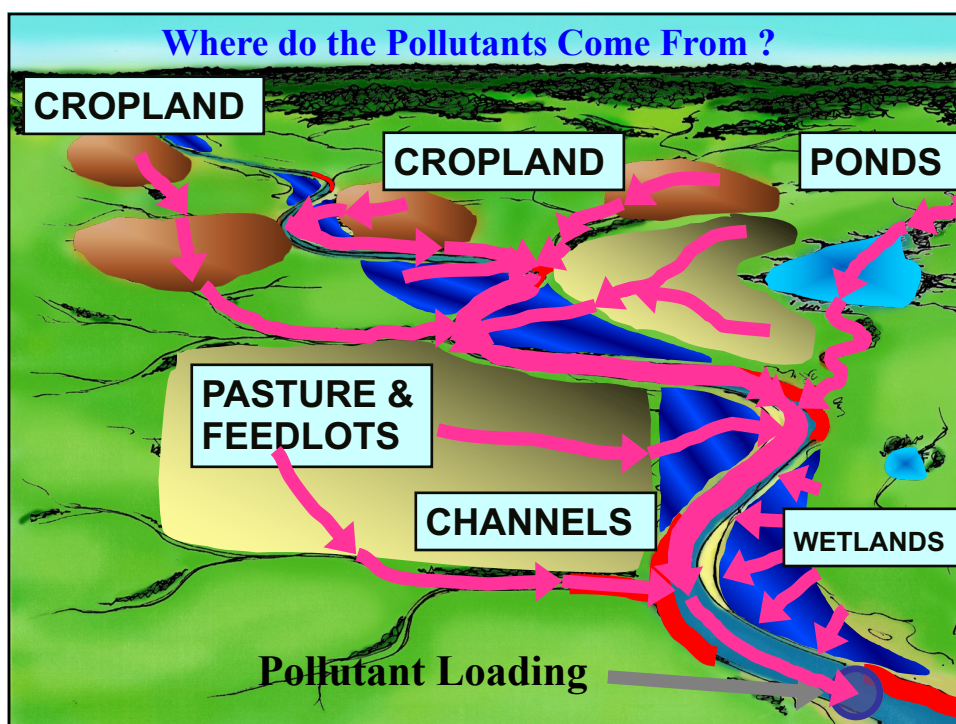 Where do the Pollutants Come From ?
CROPLAND
CROPLAND
PONDS
PASTURE &
FEEDLOTS
CHANNELS
WETLANDS
Pollutant Loading